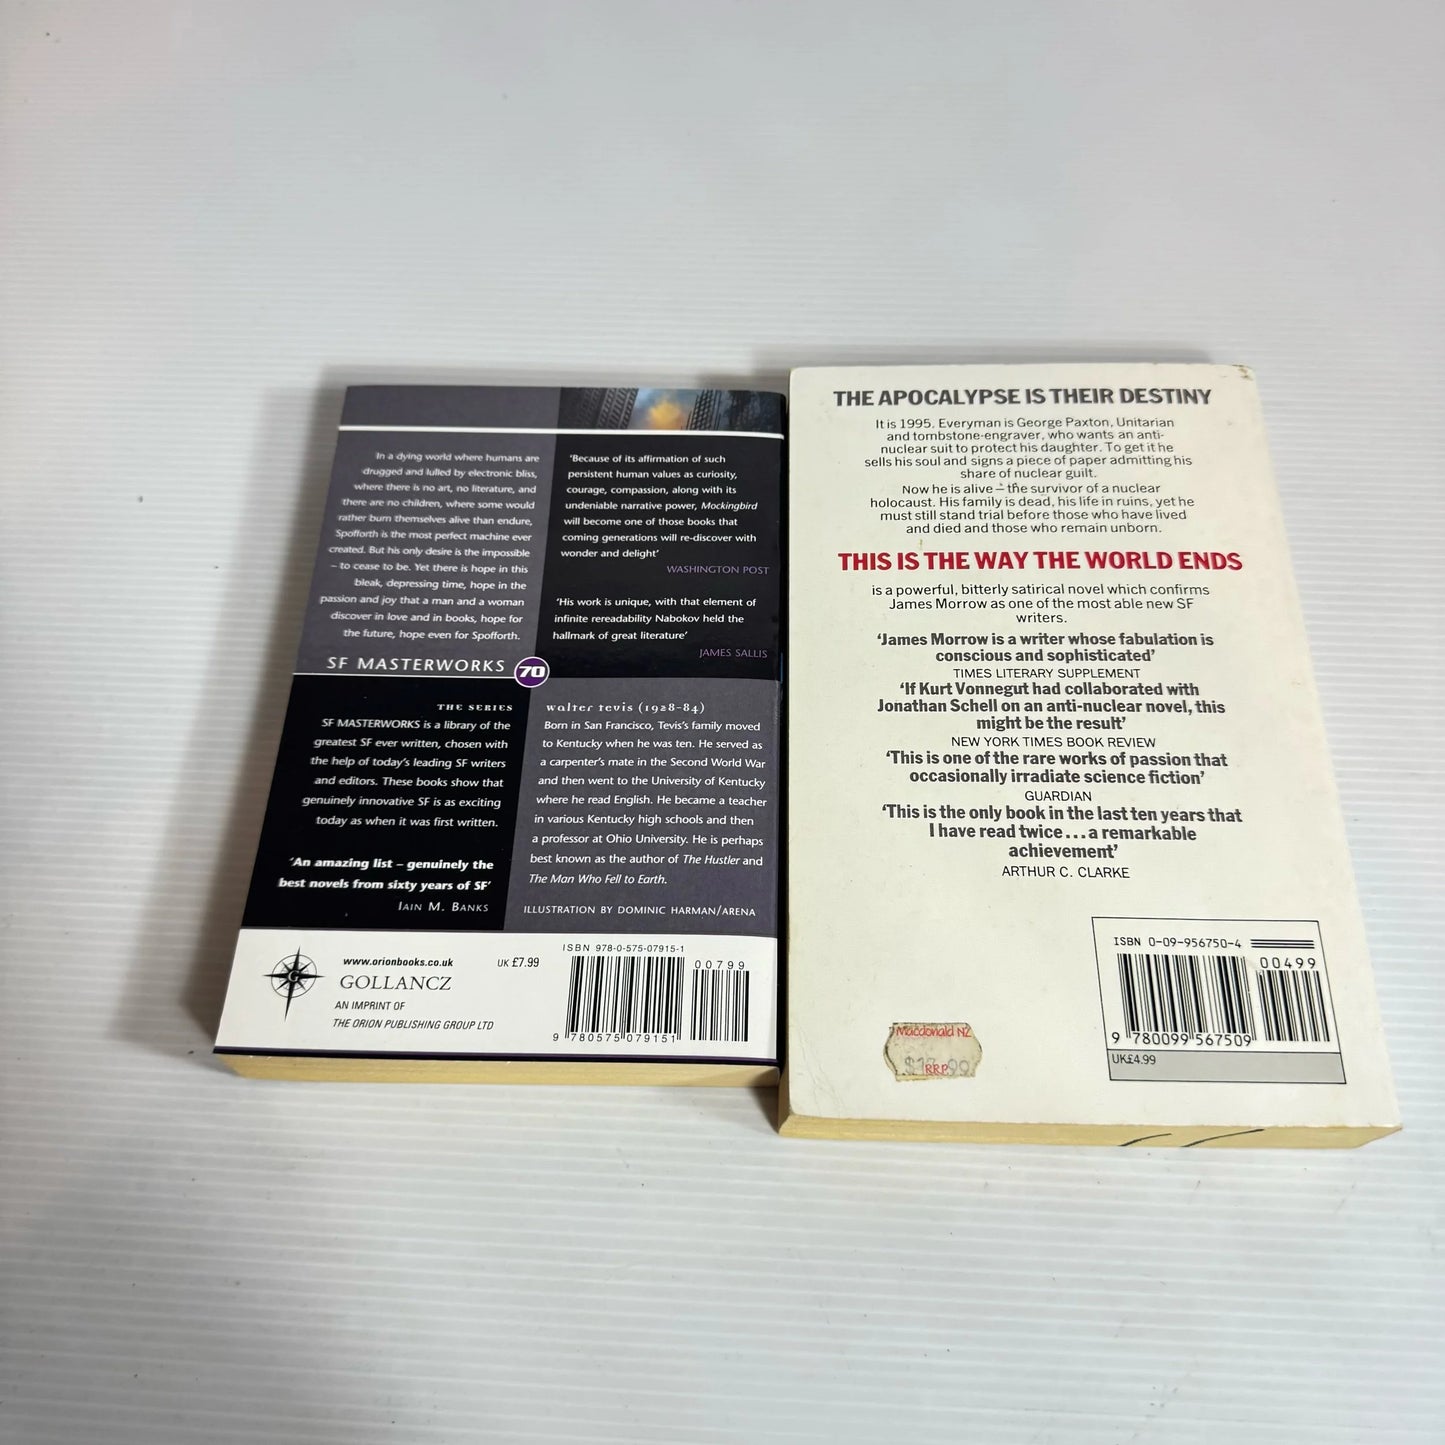 'In a dying world where humans are
drugged and lulled by electronic bliss,
where there is no art, no literature, and
there are no children, where some would
rather burn themselves alive than endure,
Spofforth is the most perfect machine ever
created. But his only desire is the impossible
– to cease to be. Yet there is hope in this
bleak, depressing time, hope in the
passion and joy that a man and a woman
discover in love and in books, hope for
the future, hope even for Spofforth.
'Because of its affirmation of such
persistent human values as curiosity,
courage, compassion, along with its
undeniable narrative power, Mockingbird
will become one of those books that
coming generations will re-discover with
wonder and delight'
WASHINGTON POST
'His work is unique, with that element of
infinite rereadability Nabokov held the
hallmark of great literature'
JAMES SALLIS
SF MASTERWORKS 70
THE SERIES
SF MASTERWORKS is a library of the
greatest SF ever written, chosen with
the help of today's leading SF writers
and editors. These books show that
genuinely innovative SF is as exciting
today as when it was first written.
'An amazing list – genuinely the
best novels from sixty years of SF'
IAIN M. BANKS
walter tevis (1928-84)
Born in San Francisco, Tevis's family moved
to Kentucky when he was ten. He served as
a carpenter's mate in the Second World War
and then went to the University of Kentucky
where he read English. He became a teacher
in various Kentucky high schools and then
a professor at Ohio University. He is perhaps
best known as the author of The Hustler and
The Man Who Fell to Earth.
ILLUSTRATION BY DOMINIC HARMAN/ARENA
G
www.orionbooks.co.uk
GOLLANCZ
AN IMPRINT OF
THE ORION PUBLISHING GROUP LTD
UK £7.99
ISBN 978-0-575-07915-1
00799
9 780575 079151
THE APOCALYPSE IS THEIR DESTINY
It is 1995. Everyman is George Paxton, Unitarian
and tombstone-engraver, who wants an anti-
nuclear suit to protect his daughter. To get it he
sells his soul and signs a piece of paper admitting his
share of nuclear guilt.
Now he is alive – the survivor of a nuclear
holocaust. His family is dead, his life in ruins, yet he
must still stand trial before those who have lived
and died and those who remain unborn.
THIS IS THE WAY THE WORLD ENDS
is a powerful, bitterly satirical novel which confirms
James Morrow as one of the most able new SF
writers.
'James Morrow is a writer whose fabulation is
conscious and sophisticated'
TIMES LITERARY SUPPLEMENT
'If Kurt Vonnegut had collaborated with
Jonathan Schell on an anti-nuclear novel, this
might be the result'
NEW YORK TIMES BOOK REVIEW
'This is one of the rare works of passion that
occasionally irradiate science fiction'
GUARDIAN
'This is the only book in the last ten years that
I have read twice...a remarkable
achievement'
ARTHUR C. CLARKE
ISBN 0-09-956750-4
00499
9 780099 567509
UK£4.99
Macdonald NZ
R.R.P.